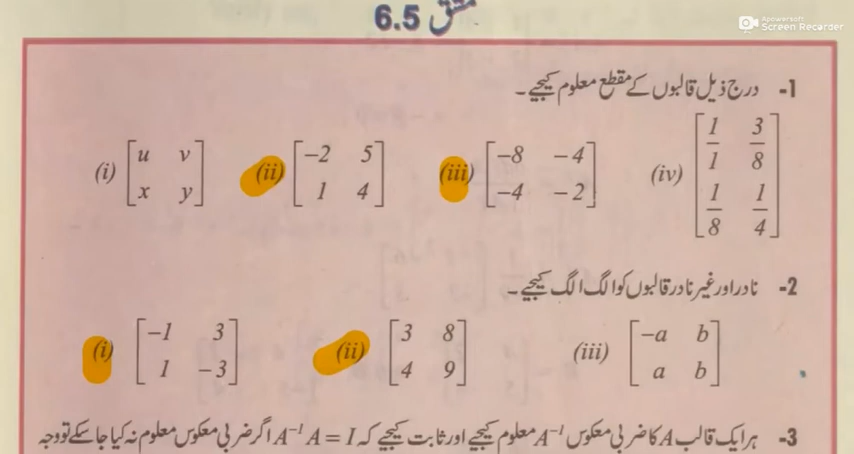 مشق 6.5
Apowersoft
Screen Recorder
1- درج ذیل قالبوں کے مقطع معلوم کیجیے۔
(i) [u v; x y] (ii) [-2 5; 1 4] (iii) [-8 -4; -4 -2] (iv) [1/1 3/8; 1/8 1/4]
2- نادر اور غیر نادر قالبوں کو الگ الگ کیجیے۔
(i) [-1 3; 1 -3] (ii) [3 8; 4 9] (iii) [-a b; a b]
3- ہر ایک قالب A کا ضربی معکوس A⁻¹ معلوم کیجیے اور ثابت کیجیے کہ A⁻¹ A = I اگر ضربی معکوس معلوم نہ کیا جا سکے تو وجہ